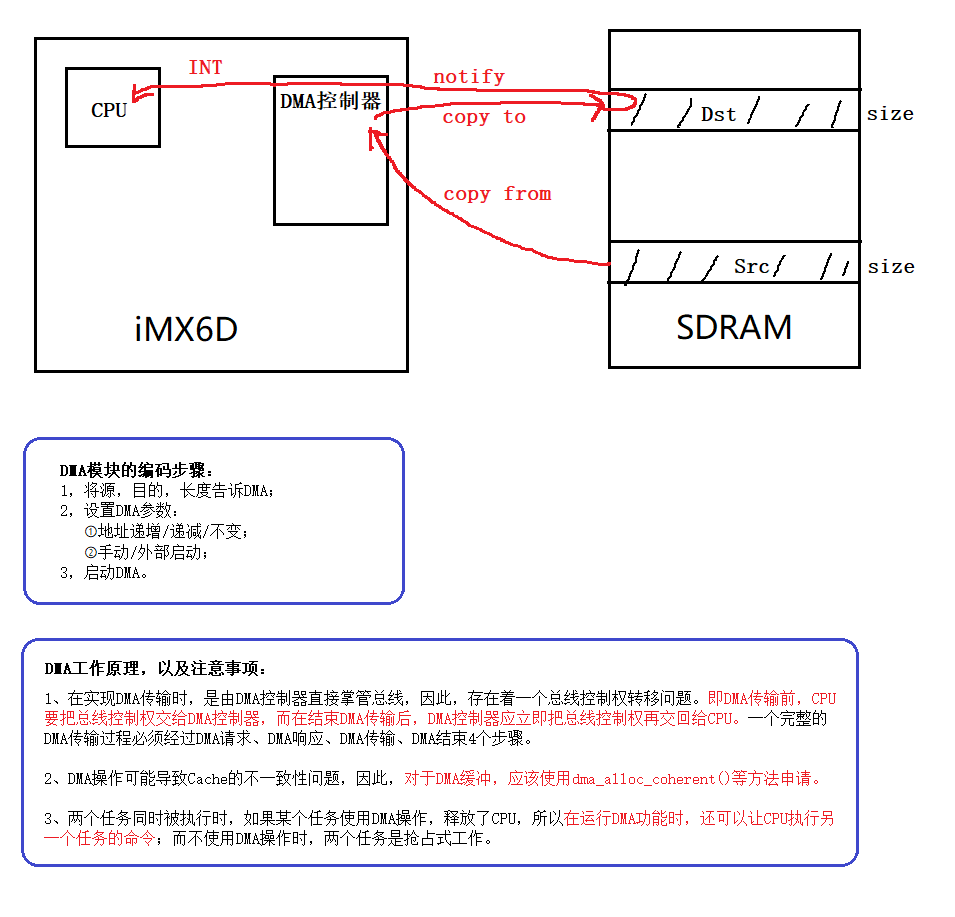 INT
notify
CPU
DMA控制器
copy to
Dst
size
copy from
Src
size
iMX6D
SDRAM
DMA模块的编码步骤:
1, 将源, 目的, 长度告诉DMA;
2, 设置DMA参数:
①地址递增/递减/不变;
②手动/外部启动;
3, 启动DMA。
DMA工作原理, 以及注意事项:
1、在实现DMA传输时，是由DMA控制器直接掌管总线，因此，存在着一个总线控制权转移问题。即DMA传输前，CPU
要把总线控制权交给DMA控制器，而在结束DMA传输后，DMA控制器应立即把总线控制权再交回给CPU。一个完整的
DMA传输过程必须经过DMA请求、DMA响应、DMA传输、DMA结束4个步骤。
2、DMA操作可能导致Cache的不一致性问题，因此，对于DMA缓冲，应该使用dma_alloc_coherent()等方法申请。
3、两个任务同时被执行时，如果某个任务使用DMA操作，释放了CPU，所以在运行DMA功能时，还可以让CPU执行另
一个任务的命令；而不使用DMA操作时，两个任务是抢占式工作。